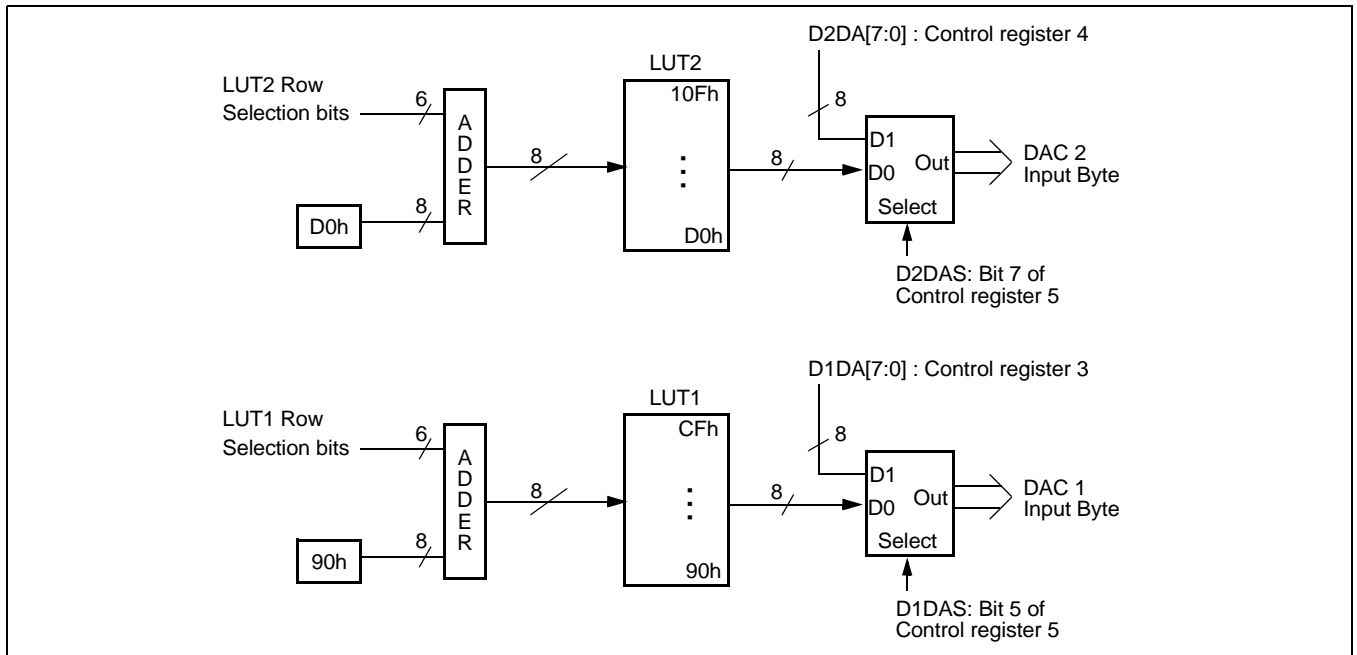 D2DA[7:0] : Control register 4
LUT2
LUT2 Row
Selection bits
6
ADDER
8
D0h
8
10Fh
⋮
D0h
8
8
D1
D0
Out
Select
DAC 2
Input Byte
D2DAS: Bit 7 of
Control register 5
D1DA[7:0] : Control register 3
LUT1
LUT1 Row
Selection bits
6
ADDER
8
90h
8
CFh
⋮
90h
8
8
D1
D0
Out
Select
DAC 1
Input Byte
D1DAS: Bit 5 of
Control register 5